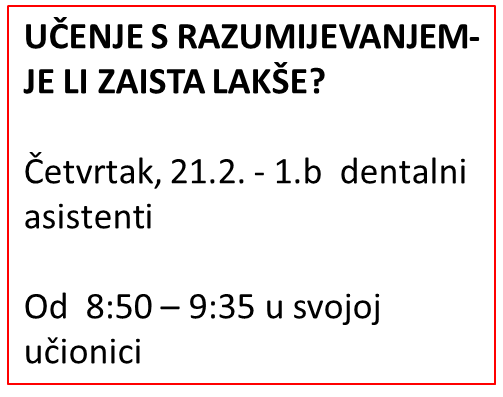 UČENJE S RAZUMIJEVANJEM-
JE LI ZAISTA LAKŠE?
Četvrtak, 21.2. - 1.b  dentalni
asistenti
Od  8:50 – 9:35 u svojoj
učionici